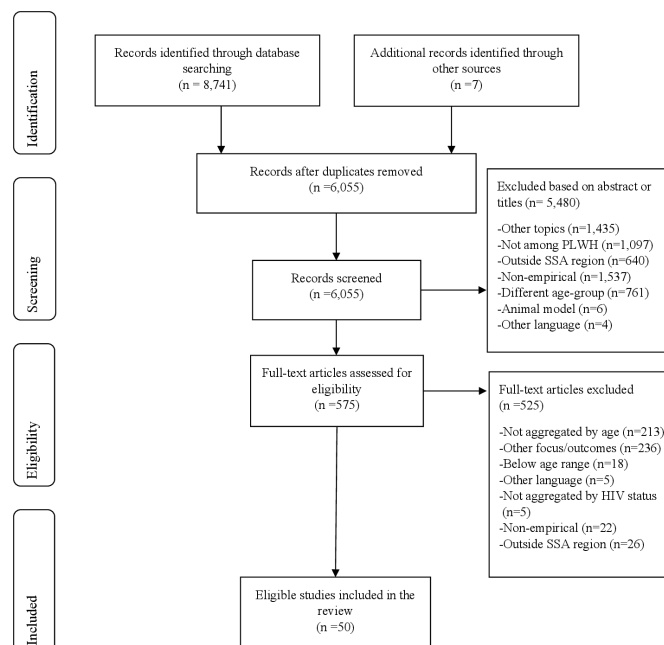 Identification
Records identified through database
searching
(n = 8,741)
Additional records identified through
other sources
(n =7)
Records after duplicates removed
(n =6,055)
Screening
Records screened
(n =6,055)
Excluded based on abstract or
titles (n= 5,480)
-Other topics (n=1,435)
-Not among PLWH (n=1,097)
-Outside SSA region (n=640)
-Non-empirical (n=1,537)
-Different age-group (n=761)
-Animal model (n=6)
-Other language (n=4)
Eligibility
Full-text articles assessed for
eligibility
(n =575)
Full-text articles excluded
(n =525)
-Not aggregated by age (n=213)
-Other focus/outcomes (n=236)
-Below age range (n=18)
-Other language (n=5)
-Not aggregated by HIV status
(n=5)
-Non-empirical (n=22)
-Outside SSA region (n=26)
Included
Eligible studies included in the
review
(n =50)